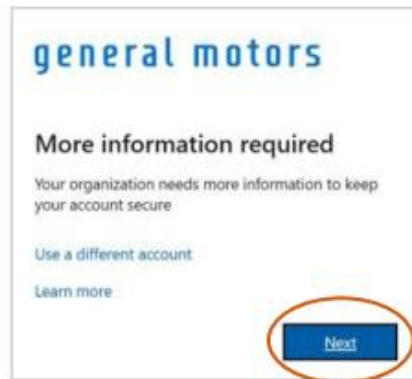 general motors
More information required
Your organization needs more information to keep
your account secure
Use a different account
Learn more
Next